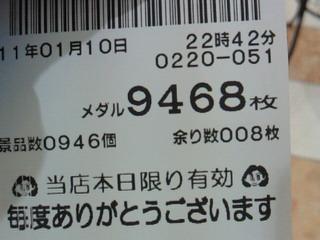 11年01月10日 22時42分
0220-051
メダル9468枚
景品数0946個 余り数008枚
当店本日限り有効
毎度ありがとうございます